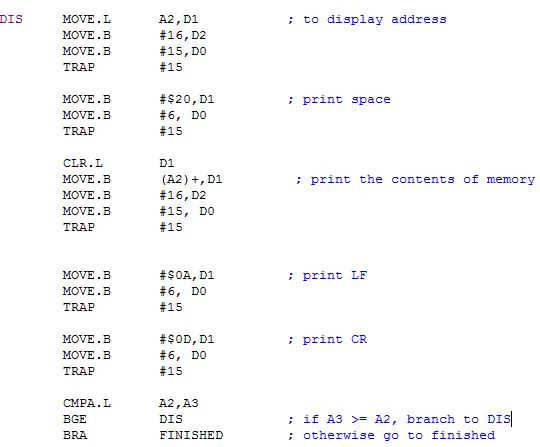 DIS MOVE.L A2,D1 ; to display address
MOVE.B #16,D2
MOVE.B #15,D0
TRAP #15
MOVE.B #$20,D1 ; print space
MOVE.B #6, D0
TRAP #15
CLR.L D1
MOVE.B (A2)+,D1 ; print the contents of memory
MOVE.B #16,D2
MOVE.B #15, D0
TRAP #15
MOVE.B #$0A,D1 ; print LF
MOVE.B #6, D0
TRAP #15
MOVE.B #$0D,D1 ; print CR
MOVE.B #6, D0
TRAP #15
CMPA.L A2,A3
BGE DIS ; if A3 >= A2, branch to DIS
BRA FINISHED ; otherwise go to finished